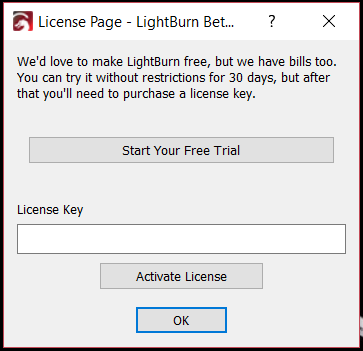 License Page - LightBurn Bet...
We'd love to make LightBurn free, but we have bills too.
You can try it without restrictions for 30 days, but after
that you'll need to purchase a license key.
Start Your Free Trial
License Key
Activate License
OK